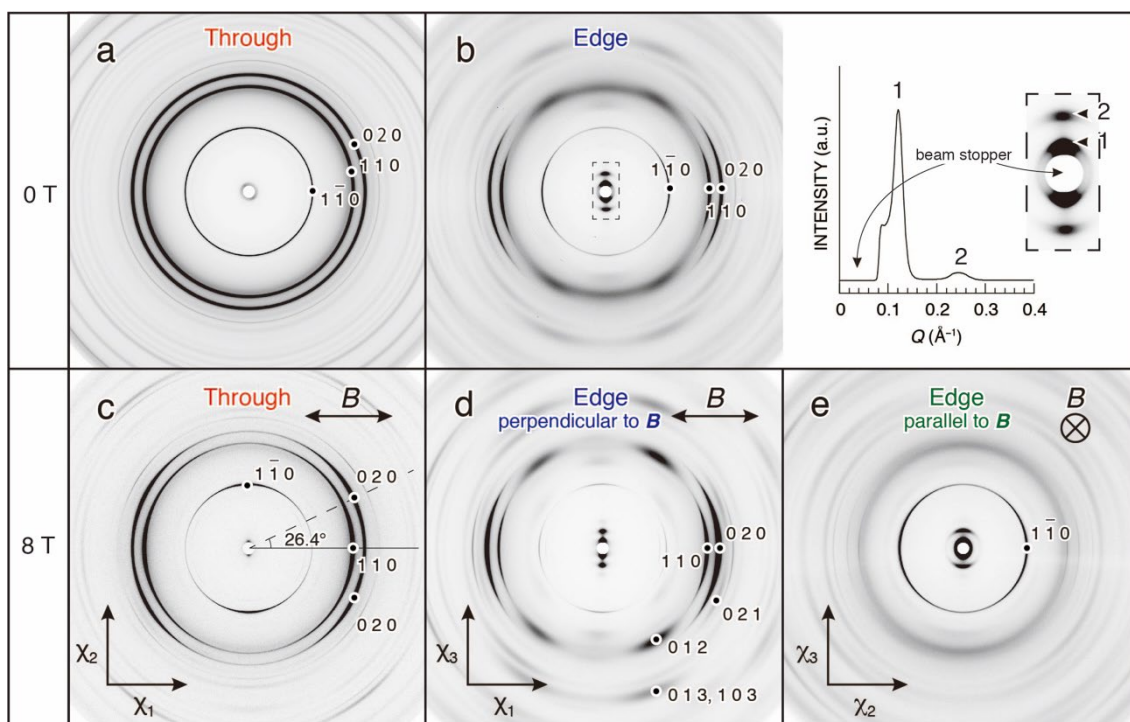 0 T
a
Through
0 2 0
1 1 0
1 1̄ 0
b
Edge
1 1̄ 0
0 2 0
1 1 0
INTENSITY (a.u.)
beam stopper
1
2
0
0.1
0.2
0.3
0.4
Q (Å⁻¹)
2
1
8 T
c
Through
B
1 1̄ 0
0 2 0
26.4°
1 1 0
0 2 0
χ₂
χ₁
d
Edge
perpendicular to B
B
0 2 0
1 1 0
0 2 1
0 1 2
0 1 3, 1 0 3
χ₃
χ₁
e
Edge
parallel to B
B
1 1̄ 0
χ₃
χ₂